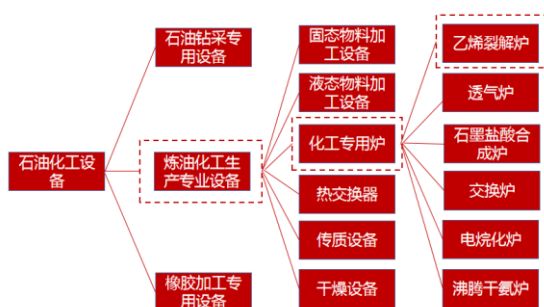 石油化工设
备
石油钻采专
用设备
炼油化工生
产专业设备
橡胶加工专
用设备
固态物料加
工设备
液态物料加
工设备
化工专用炉
热交换器
传质设备
干燥设备
乙烯裂解炉
透气炉
石墨盐酸合
成炉
交换炉
电烷化炉
沸腾干氨炉